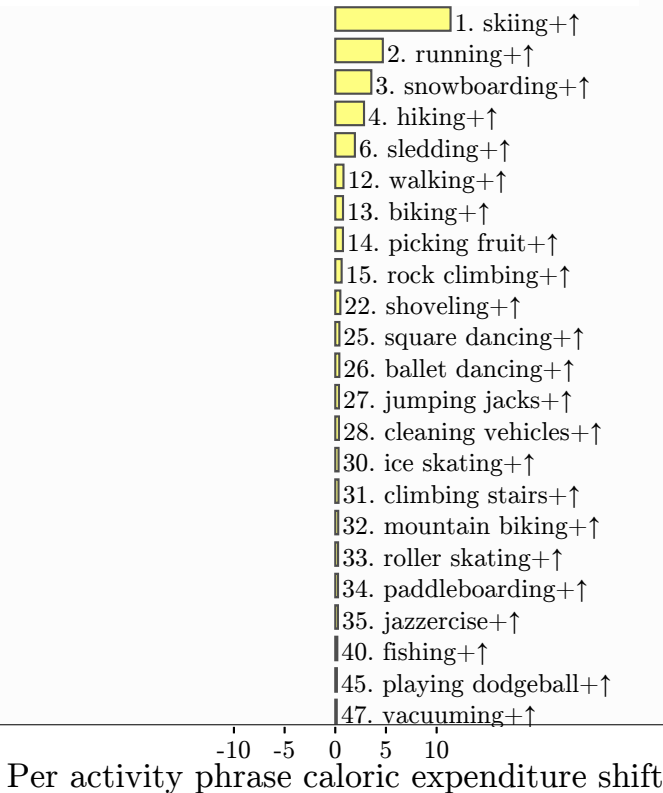 1. skiing+↑
2. running+↑
3. snowboarding+↑
4. hiking+↑
6. sledding+↑
12. walking+↑
13. biking+↑
14. picking fruit+↑
15. rock climbing+↑
22. shoveling+↑
25. square dancing+↑
26. ballet dancing+↑
27. jumping jacks+↑
28. cleaning vehicles+↑
30. ice skating+↑
31. climbing stairs+↑
32. mountain biking+↑
33. roller skating+↑
34. paddleboarding+↑
35. jazzercise+↑
40. fishing+↑
45. playing dodgeball+↑
47. vacuuming+↑
-10 -5 0 5 10
Per activity phrase caloric expenditure shift